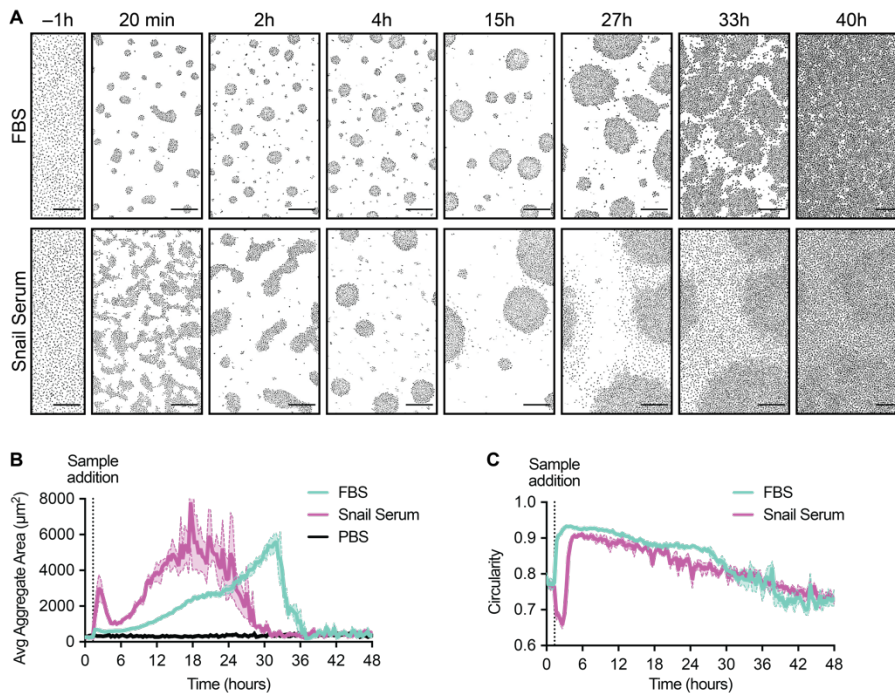 A
–1h 20 min 2h 4h 15h 27h 33h 40h
FBS
Snail Serum
B
Sample
addition
FBS
Snail Serum
PBS
8000
6000
4000
2000
0
Avg Aggregate Area (µm²)
0 6 12 18 24 30 36 42 48
Time (hours)
C
Sample
addition
FBS
Snail Serum
1.0
0.9
0.8
0.7
0.6
Circularity
0 6 12 18 24 30 36 42 48
Time (hours)